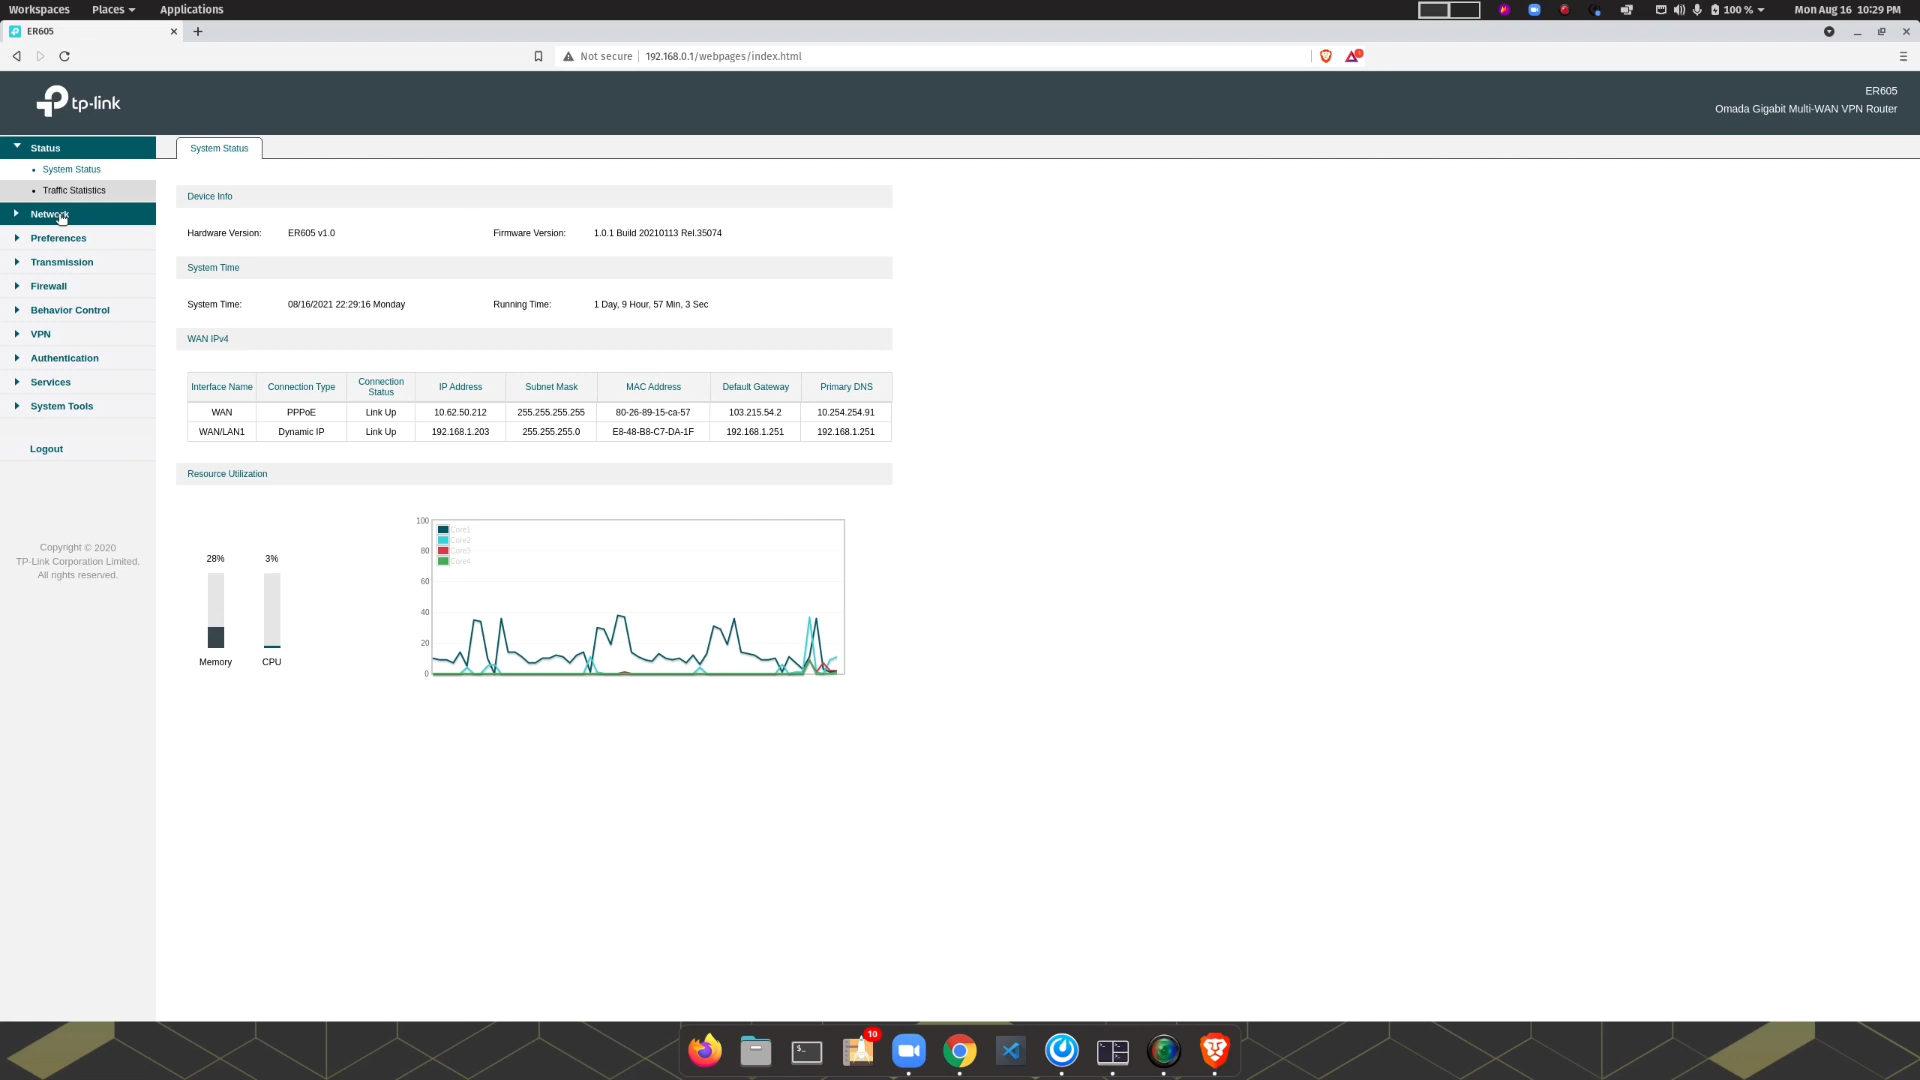 Workspaces Places Applications 100 % Mon Aug 16 10:29 PM
ER605
Not secure 192.168.0.1/webpages/index.html
tp-link
ER605
Omada Gigabit Multi-WAN VPN Router
Status
System Status
Traffic Statistics
Network
Preferences
Transmission
Firewall
Behavior Control
VPN
Authentication
Services
System Tools
Logout
Copyright © 2020
TP-Link Corporation Limited.
All rights reserved.
System Status
Device Info
Hardware Version: ER605 v1.0 Firmware Version: 1.0.1 Build 20210113 Rel.35074
System Time
System Time: 08/16/2021 22:29:16 Monday Running Time: 1 Day, 9 Hour, 57 Min, 3 Sec
WAN IPv4
Interface Name Connection Type Connection Status IP Address Subnet Mask MAC Address Default Gateway Primary DNS
WAN PPPoE Link Up 10.62.50.212 255.255.255.255 80-26-89-15-ca-57 103.215.54.2 10.254.254.91
WAN/LAN1 Dynamic IP Link Up 192.168.1.203 255.255.255.0 E8-48-B8-C7-DA-1F 192.168.1.251 192.168.1.251
Resource Utilization
28% 3%
Memory CPU
100
80
60
40
20
0
Core1
Core2
Core3
Core4
10